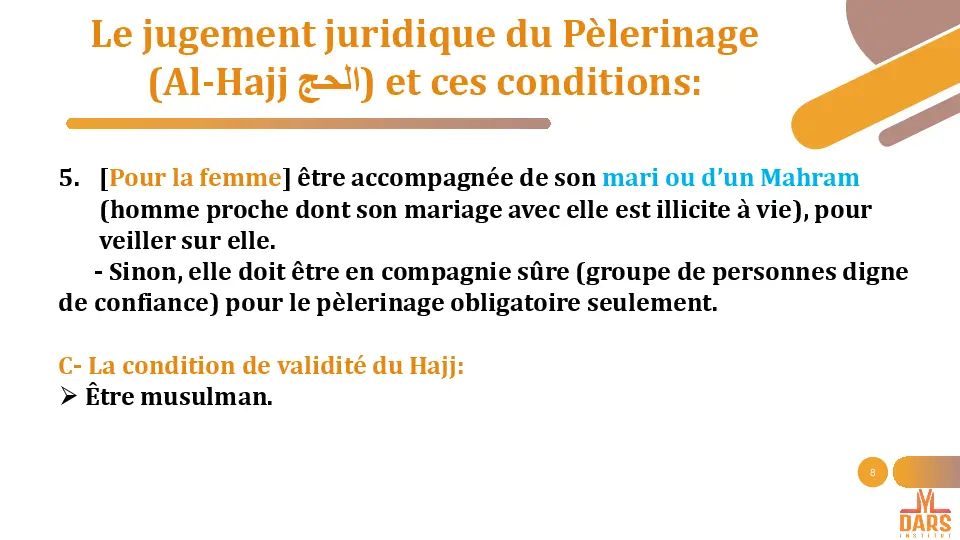 Le jugement juridique du Pèlerinage
(Al-Hajj الحج) et ces conditions:
5. [Pour la femme] être accompagnée de son mari ou d’un Mahram
(homme proche dont son mariage avec elle est illicite à vie), pour
veiller sur elle.
- Sinon, elle doit être en compagnie sûre (groupe de personnes digne
de confiance) pour le pèlerinage obligatoire seulement.
C- La condition de validité du Hajj:
➢ Être musulman.
8
DARS
INSTITUT